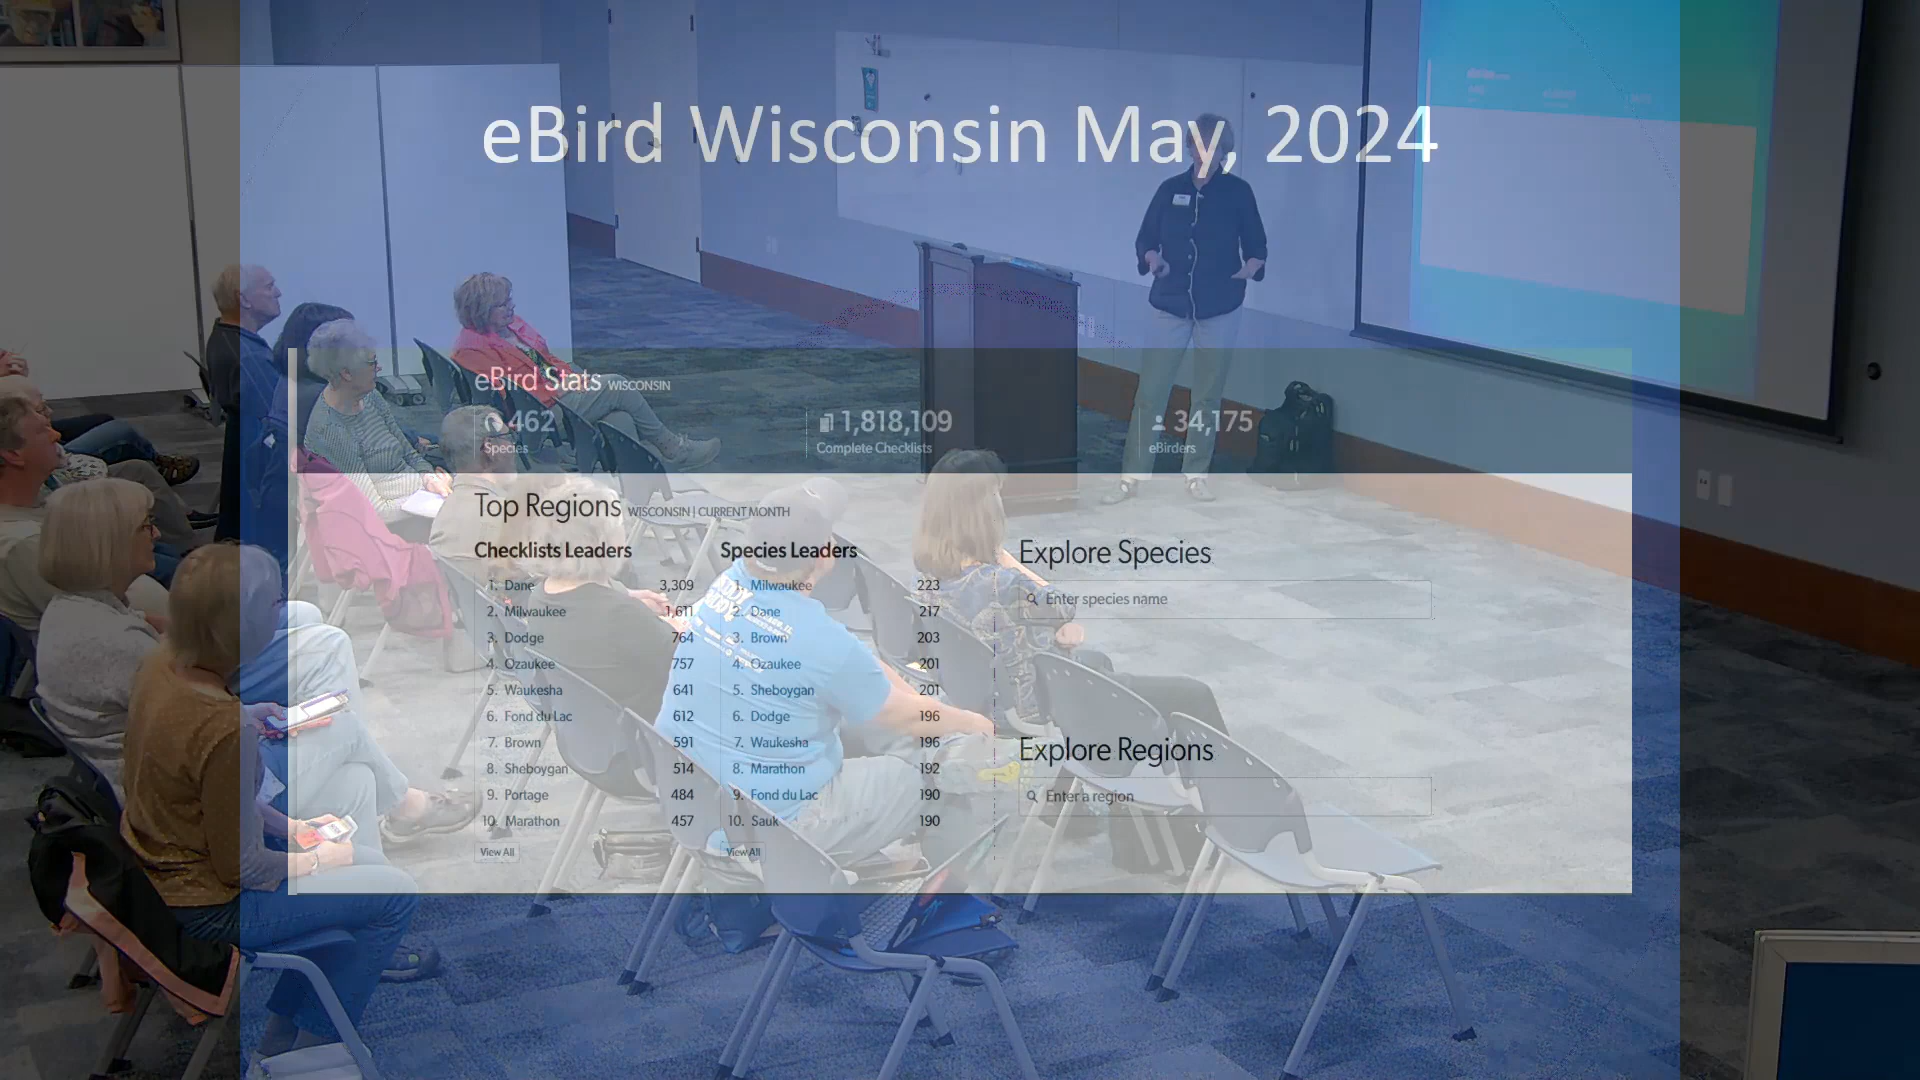 eBird Wisconsin May, 2024
eBird Stats WISCONSIN
462 1,818,109 34,175
Species Complete Checklists eBirders
Top Regions WISCONSIN | CURRENT MONTH
Checklists Leaders
1. Dane 3,309
2. Milwaukee 1,611
3. Dodge 764
4. Ozaukee 757
5. Waukesha 641
6. Fond du Lac 612
7. Brown 591
8. Sheboygan 514
9. Portage 484
10. Marathon 457
View All
Species Leaders
1. Milwaukee 223
2. Dane 217
3. Brown 203
4. Ozaukee 201
5. Sheboygan 201
6. Dodge 196
7. Waukesha 196
8. Marathon 192
9. Fond du Lac 190
10. Sauk 190
View All
Explore Species
Enter species name
Explore Regions
Enter a region